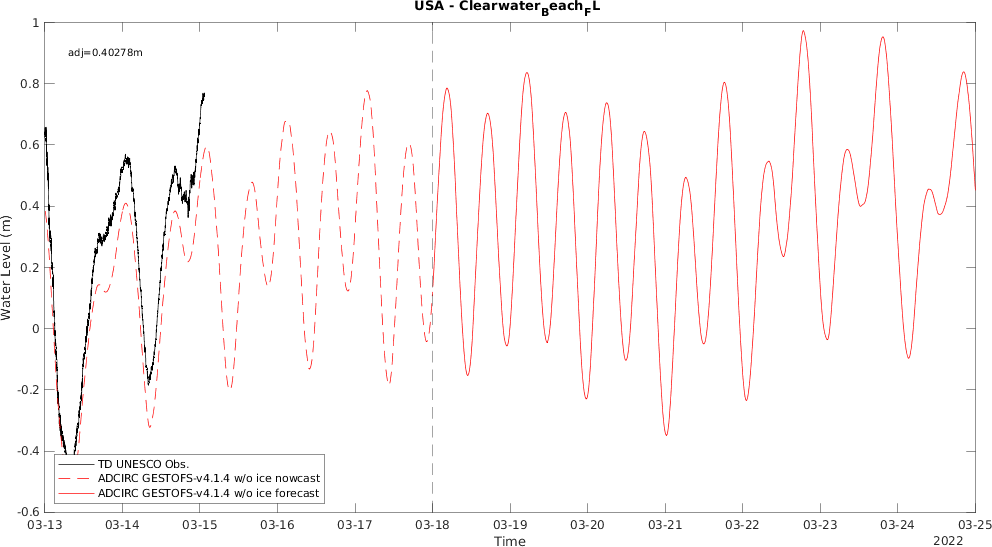 USA - Clearwater_Beach_FL
adj=0.40278m
1
0.8
0.6
0.4
0.2
0
-0.2
-0.4
-0.6
Water Level (m)
TD UNESCO Obs.
ADCIRC GESTOFS-v4.1.4 w/o ice nowcast
ADCIRC GESTOFS-v4.1.4 w/o ice forecast
03-13 03-14 03-15 03-16 03-17 03-18 03-19 03-20 03-21 03-22 03-23 03-24 03-25
Time
2022